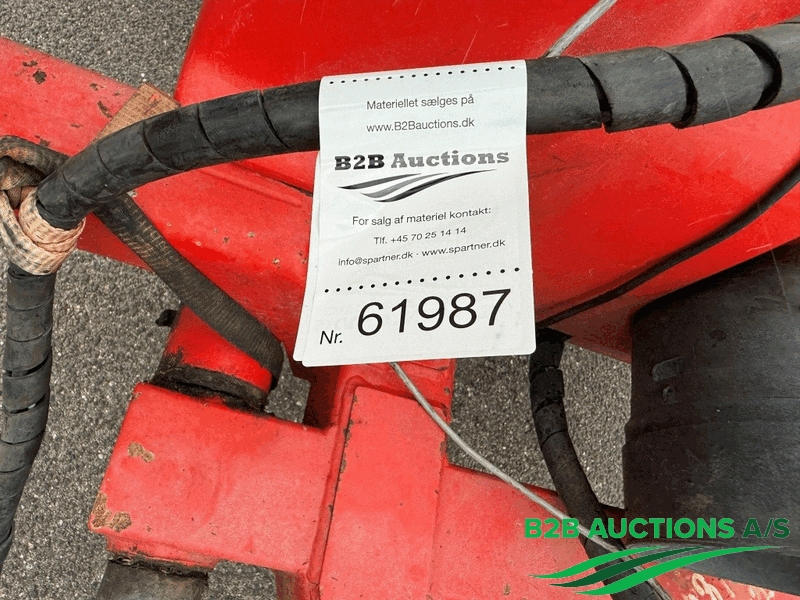 Materiellet sælges på
www.B2Bauctions.dk
B2B Auctions
For salg af materiel kontakt:
Tlf. +45 70 25 14 14
info@spartner.dk · www.spartner.dk
Nr. 61987
B2B AUCTIONS A/S